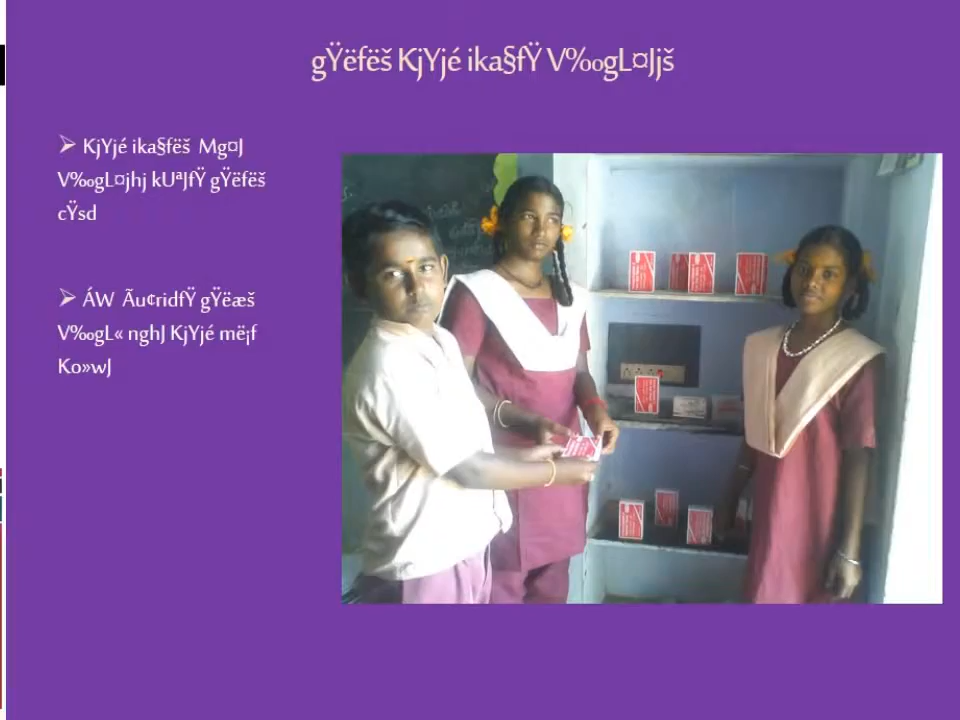 gŸëfëš KjYjé ika§fŸ V‰gL¤Jjš
➢ KjYjé ika§fëš Mg¤J
V‰gL¤jhj kUªJfŸ gŸëfëš
cŸsd
➢ ÁW Ãu¢ridfŸ gŸëæš
V‰gL« nghJ KjYjé më¡f
Ko»wJ